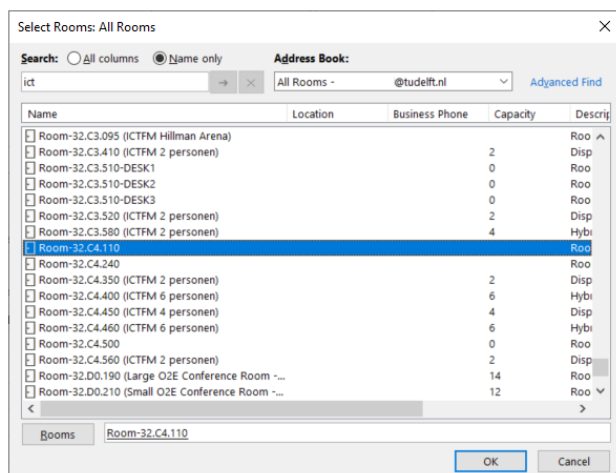 Select Rooms: All Rooms
Search: All columns Name only Address Book:
ict All Rooms - @tudelft.nl Advanced Find
Name Location Business Phone Capacity Descrip
Room-32.C3.095 (ICTFM Hillman Arena) Roo
Room-32.C3.410 (ICTFM 2 personen) 2 Disp
Room-32.C3.510-DESK1 0 Roo
Room-32.C3.510-DESK2 0 Roo
Room-32.C3.510-DESK3 0 Roo
Room-32.C3.520 (ICTFM 2 personen) 2 Disp
Room-32.C3.580 (ICTFM 2 personen) 4 Hybr
Room-32.C4.110 Roo
Room-32.C4.240 Roo
Room-32.C4.350 (ICTFM 2 personen) 2 Disp
Room-32.C4.400 (ICTFM 6 personen) 6 Hybr
Room-32.C4.450 (ICTFM 4 personen) 4 Disp
Room-32.C4.460 (ICTFM 6 personen) 6 Hybr
Room-32.C4.500 0 Roo
Room-32.C4.560 (ICTFM 2 personen) 2 Disp
Room-32.D0.190 (Large O2E Conference Room -... 14 Roo
Room-32.D0.210 (Small O2E Conference Room -... 12 Roo
Rooms Room-32.C4.110
OK Cancel